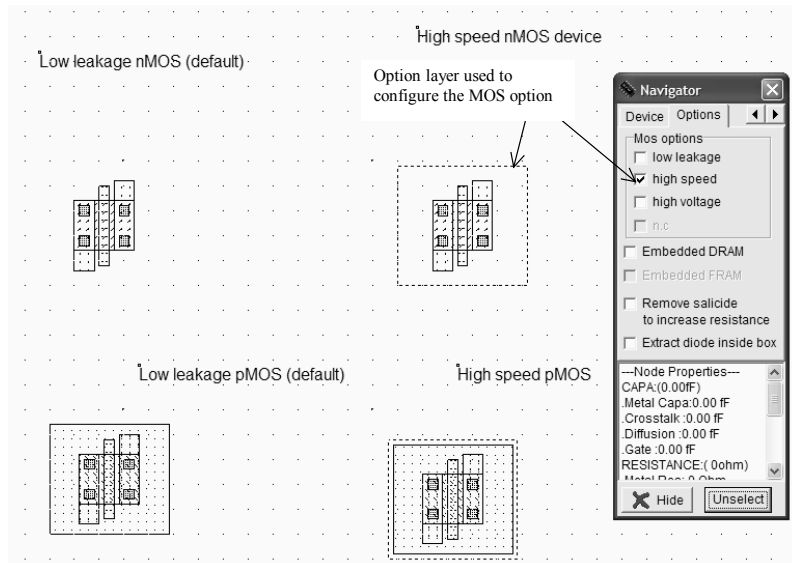 High speed nMOS device
Low leakage nMOS (default)
Option layer used to
configure the MOS option
Low leakage pMOS (default)
High speed pMOS
Navigator
Device Options
Mos options
low leakage
high speed
high voltage
n.c
Embedded DRAM
Embedded FRAM
Remove salicide
to increase resistance
Extract diode inside box
---Node Properties---
CAPA:(0.00fF)
.Metal Capa:0.00 fF
.Crosstalk :0.00 fF
.Diffusion :0.00 fF
.Gate :0.00 fF
RESISTANCE:( 0ohm)
Hide Unselect